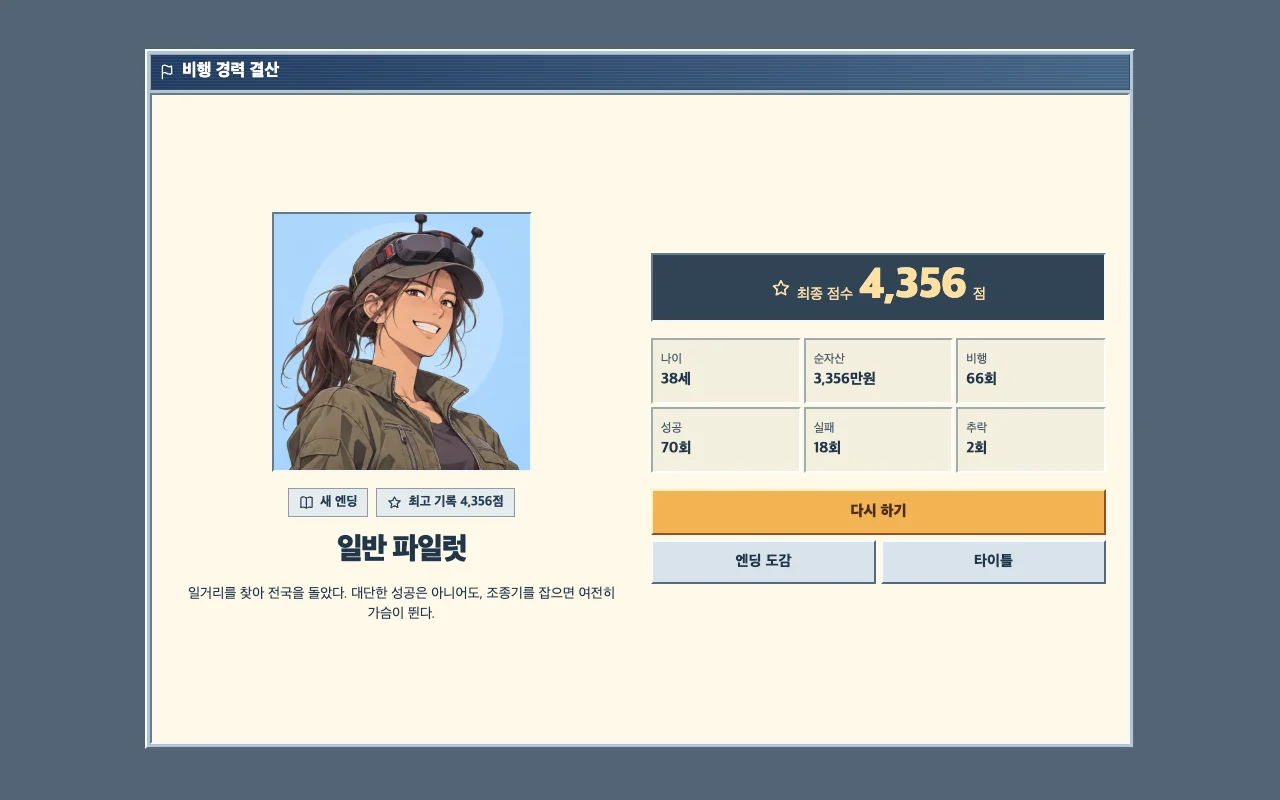 비행 경력 결산
새 엔딩
최고 기록 4,356점
일반 파일럿
일거리를 찾아 전국을 돌았다. 대단한 성공은 아니어도, 조종기를 잡으면 여전히
가슴이 뛴다.
최종 점수 4,356 점
나이
38세
순자산
3,356만원
비행
66회
성공
70회
실패
18회
추락
2회
다시 하기
엔딩 도감
타이틀